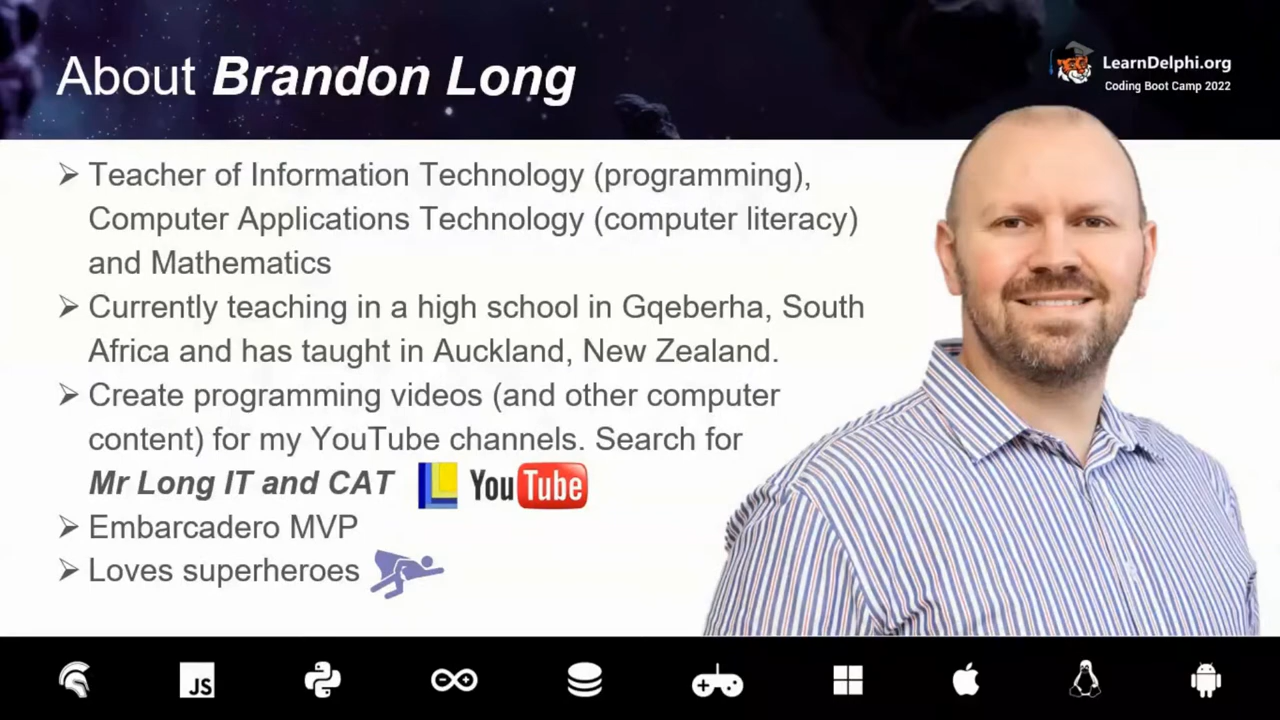 About Brandon Long
LearnDelphi.org
Coding Boot Camp 2022
Teacher of Information Technology (programming),
Computer Applications Technology (computer literacy)
and Mathematics
Currently teaching in a high school in Gqeberha, South
Africa and has taught in Auckland, New Zealand.
Create programming videos (and other computer
content) for my YouTube channels. Search for
Mr Long IT and CAT YouTube
Embarcadero MVP
Loves superheroes
JS